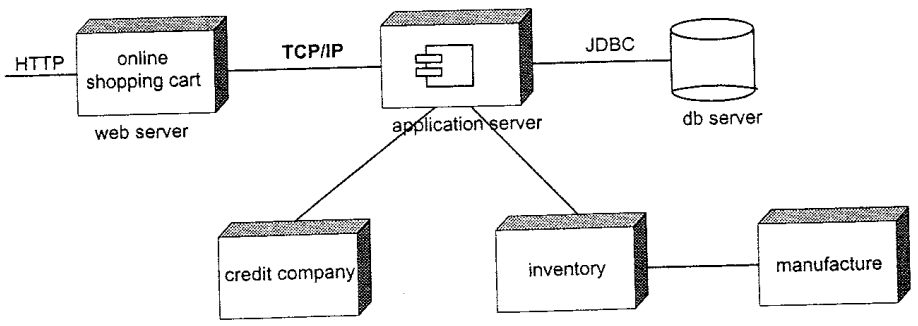 HTTP
online
shopping cart
web server
TCP/IP
application server
JDBC
db server
credit company
inventory
manufacture